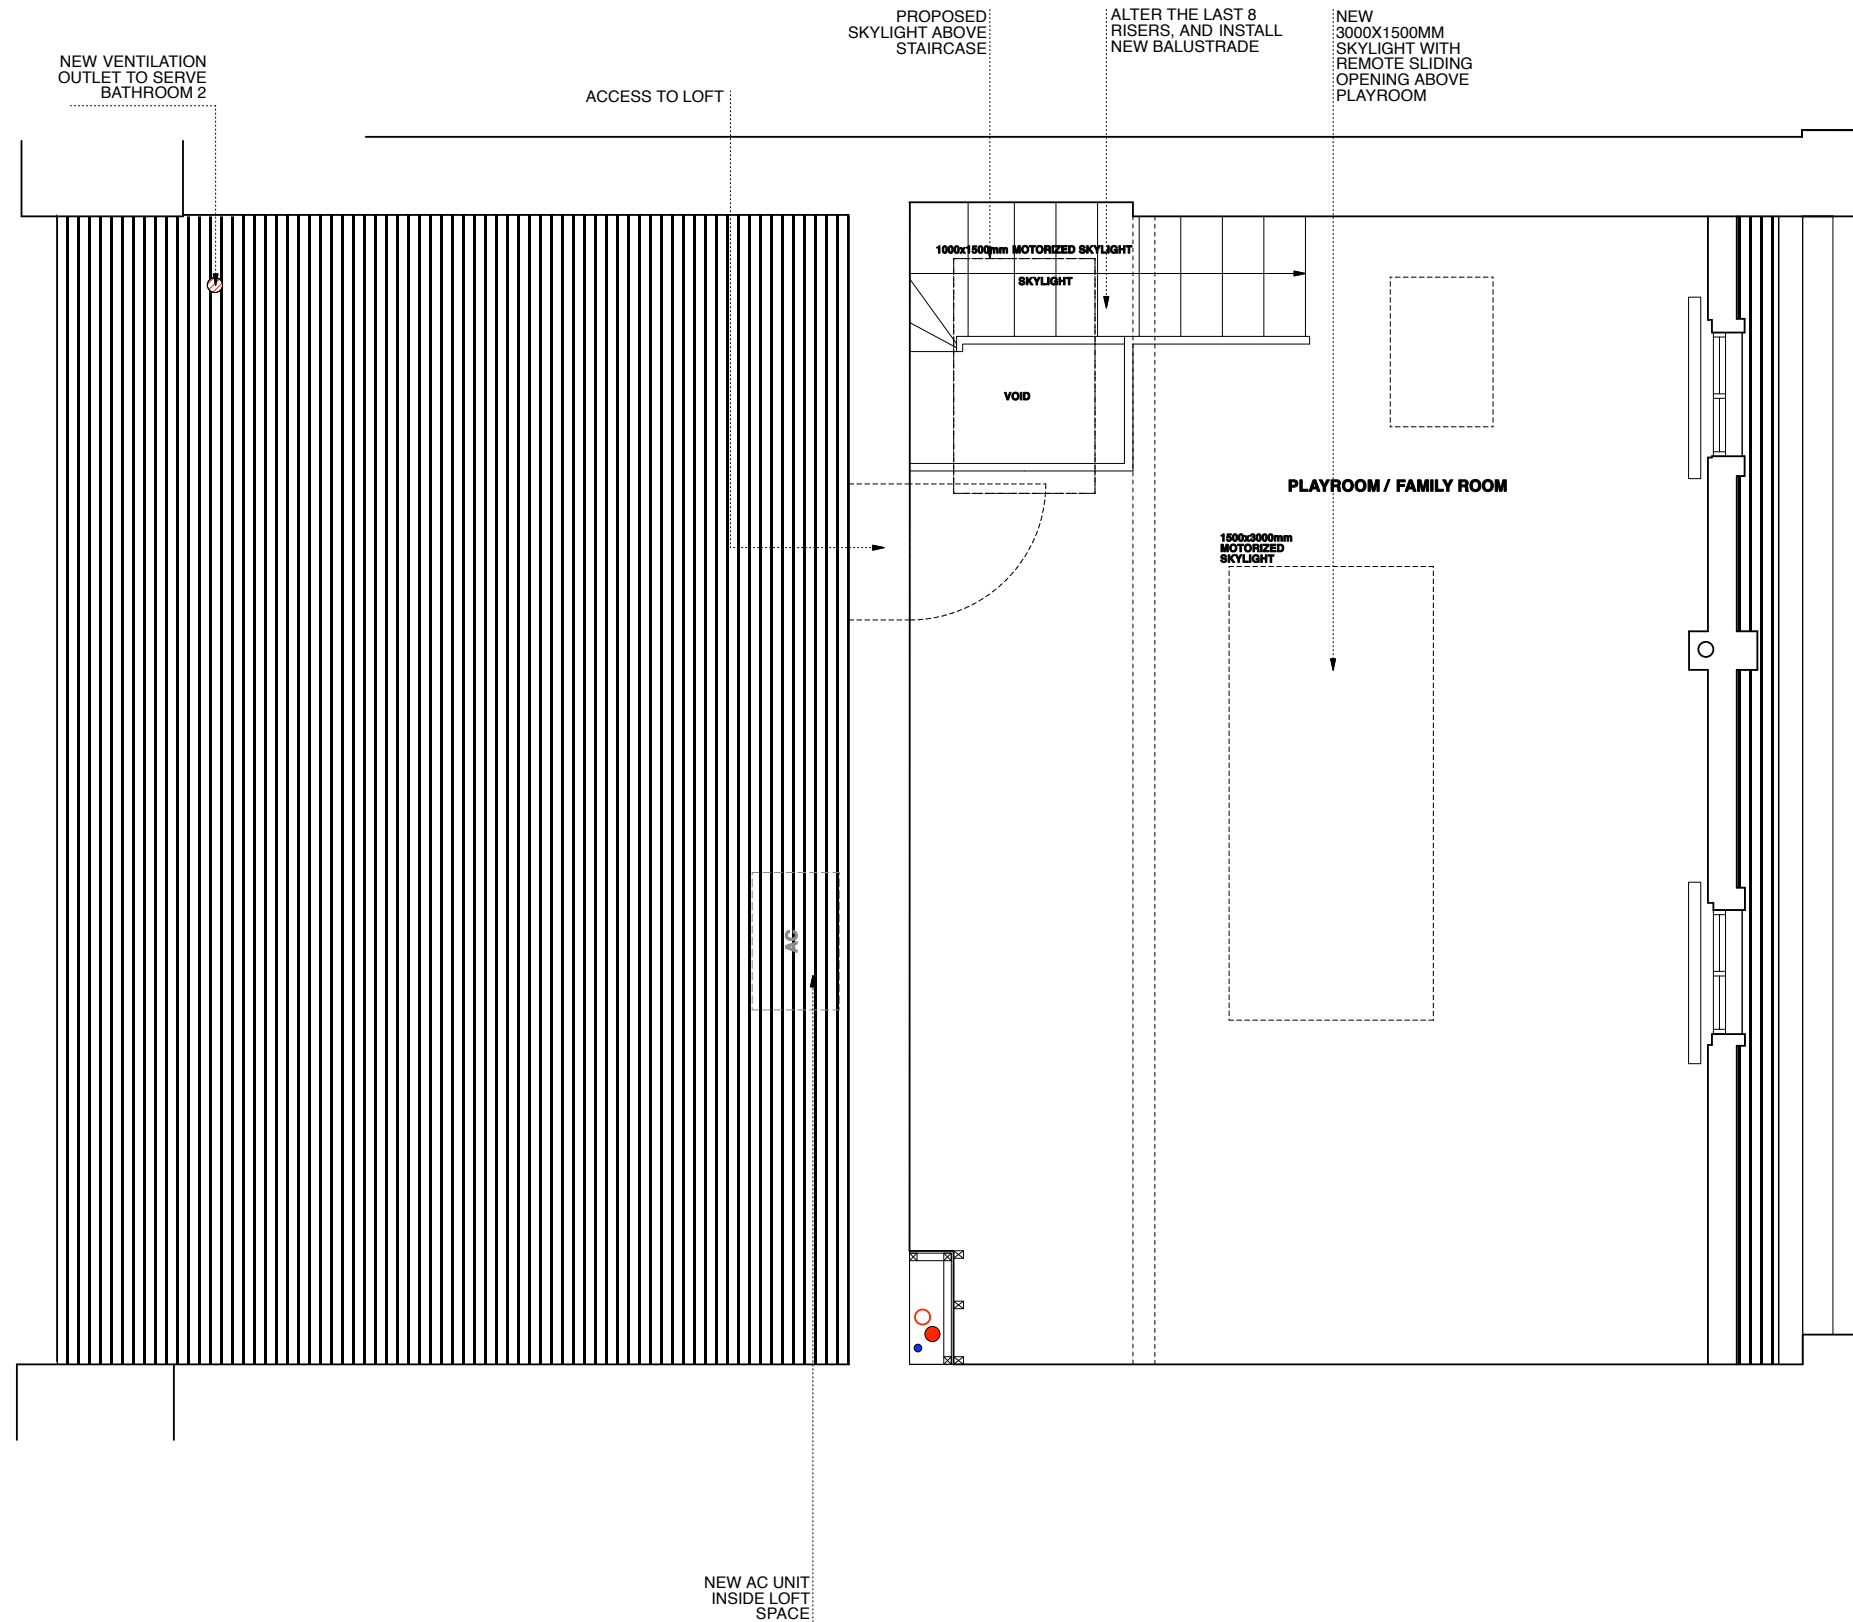 PROPOSED
SKYLIGHT ABOVE
STAIRCASE
ALTER THE LAST 8
RISERS, AND INSTALL
NEW BALUSTRADE
NEW
3000X1500MM
SKYLIGHT WITH
REMOTE SLIDING
OPENING ABOVE
PLAYROOM
NEW VENTILATION
OUTLET TO SERVE
BATHROOM 2
ACCESS TO LOFT
1000x1500mm MOTORIZED SKYLIGHT
SKYLIGHT
VOID
PLAYROOM / FAMILY ROOM
1500x3000mm
MOTORIZED
SKYLIGHT
AC
NEW AC UNIT
INSIDE LOFT
SPACE